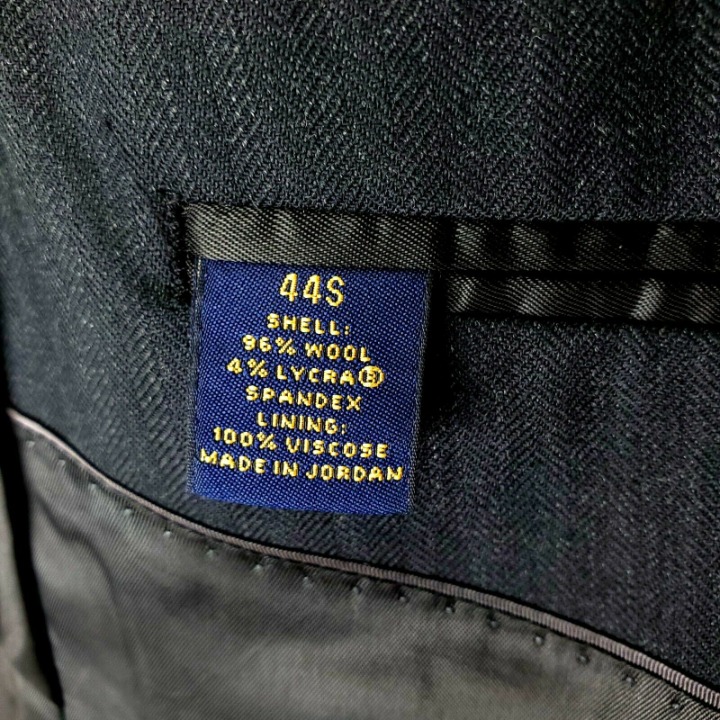 44S
SHELL:
96% WOOL
4% LYCRA®
SPANDEX
LINING:
100% VISCOSE
MADE IN JORDAN